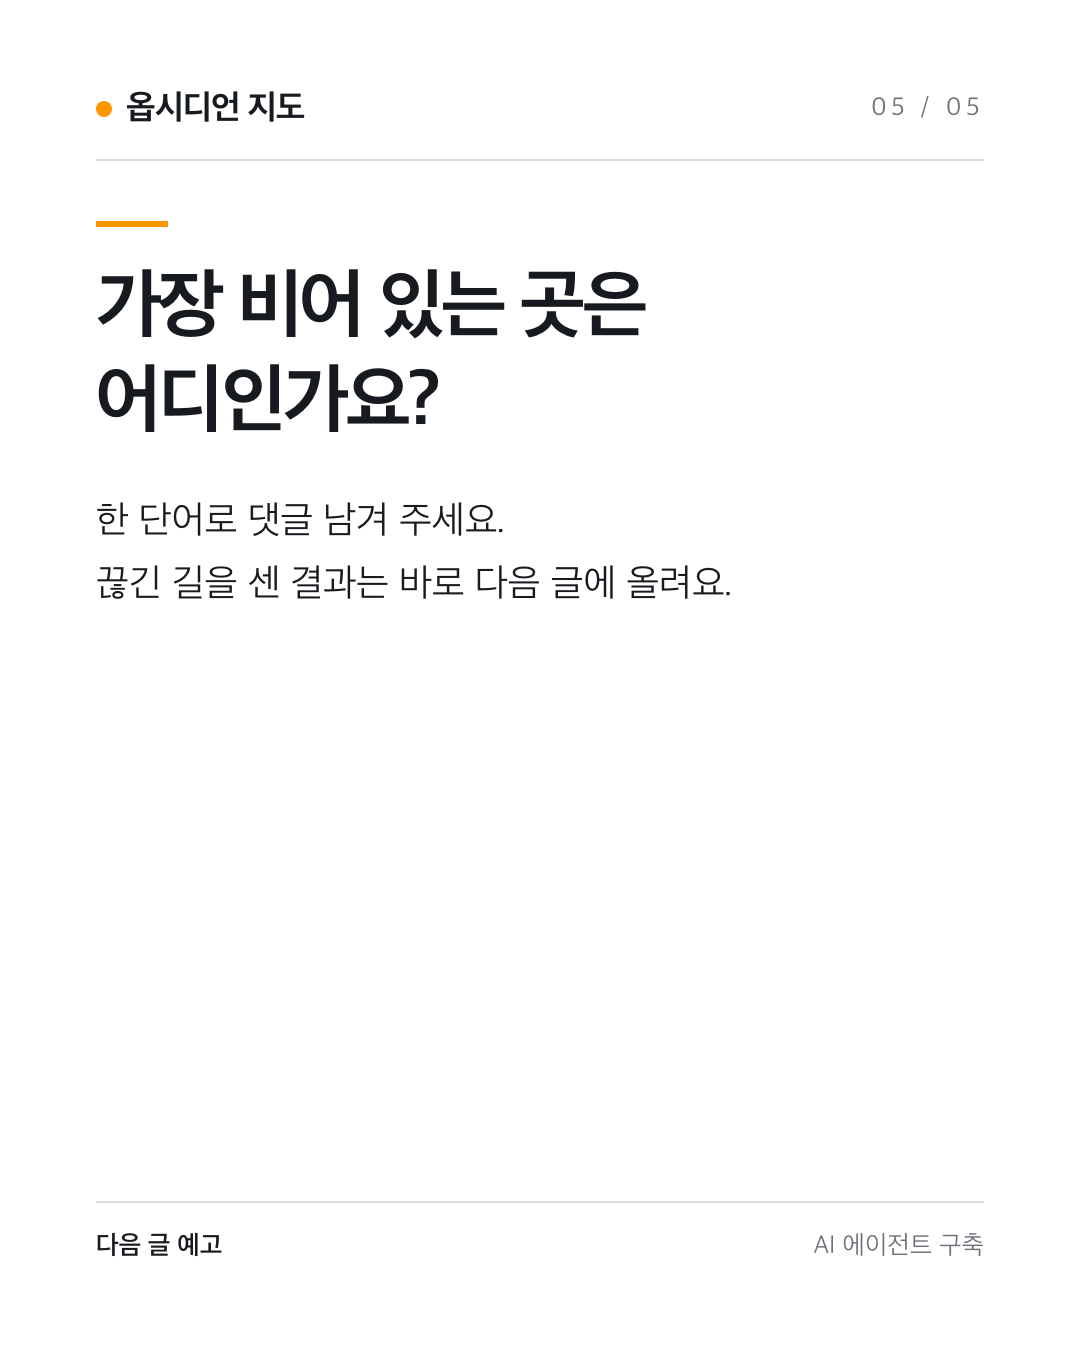 옵시디언 지도
05 / 05
가장 비어 있는 곳은
어디인가요?
한 단어로 댓글 남겨 주세요.
끊긴 길을 센 결과는 바로 다음 글에 올려요.
다음 글 예고
AI 에이전트 구축